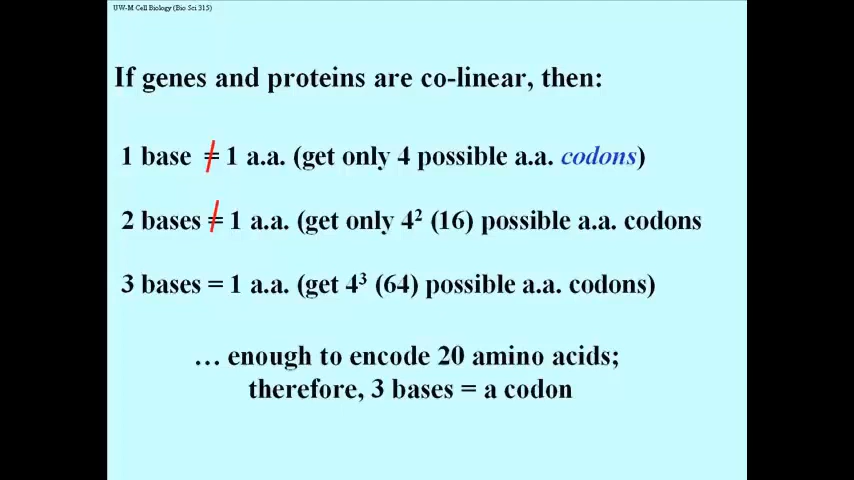 UW-M Cell Biology (Bio Sci 315)
If genes and proteins are co-linear, then:
1 base ≠ 1 a.a. (get only 4 possible a.a. codons)
2 bases ≠ 1 a.a. (get only 4² (16) possible a.a. codons
3 bases = 1 a.a. (get 4³ (64) possible a.a. codons)
… enough to encode 20 amino acids;
therefore, 3 bases = a codon